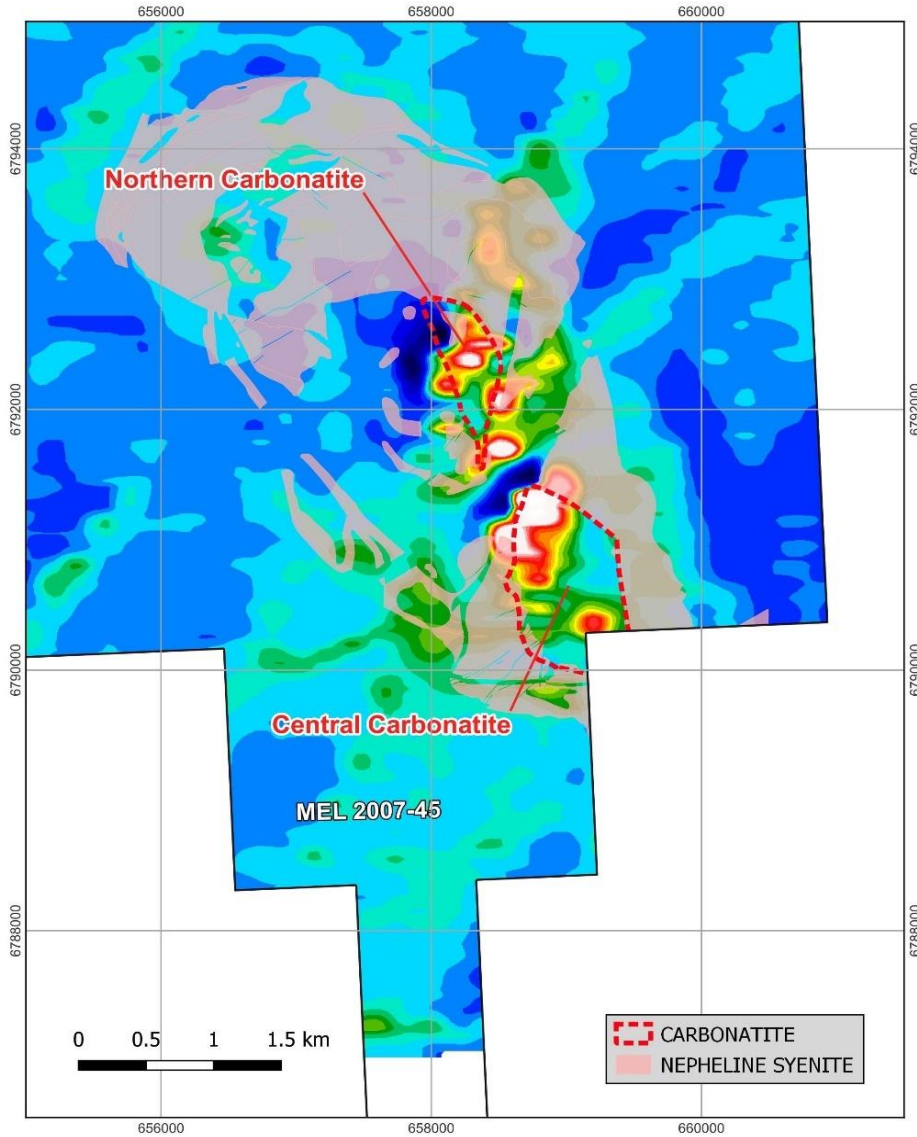 656000
658000
660000
6794000
6794000
Northern Carbonatite
6792000
6792000
6790000
6790000
Central Carbonatite
MEL 2007-45
6788000
6788000
0 0.5 1 1.5 km
CARBONATITE
NEPHELINE SYENITE
656000
658000
660000